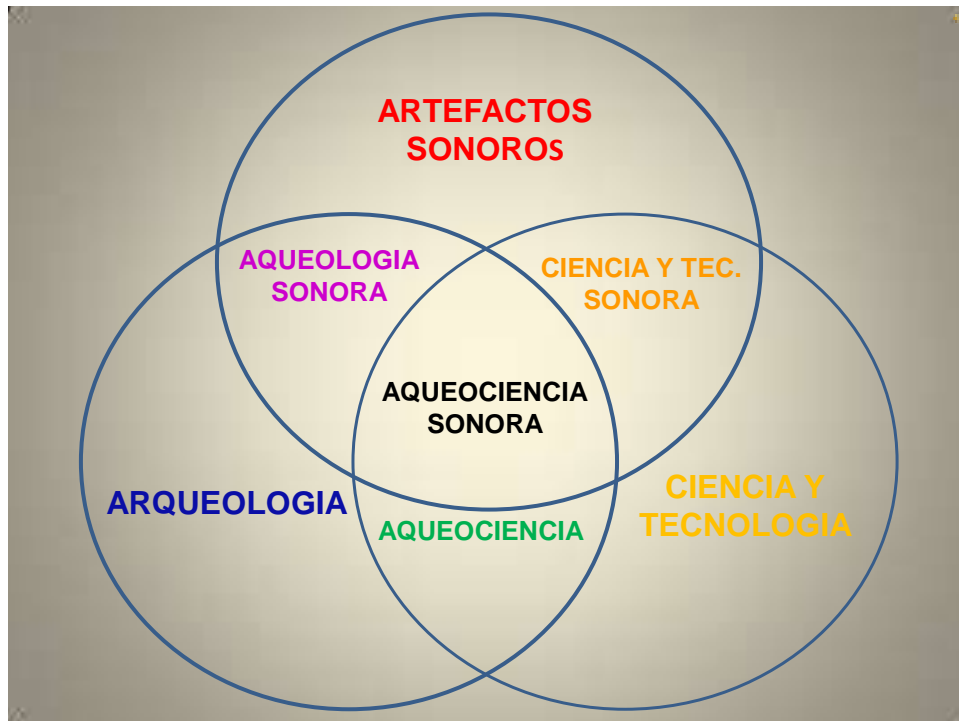 ARTEFACTOS
SONOROS
AQUEOLOGIA
SONORA
CIENCIA Y TEC.
SONORA
AQUEOCIENCIA
SONORA
ARQUEOLOGIA
CIENCIA Y
TECNOLOGIA
AQUEOCIENCIA